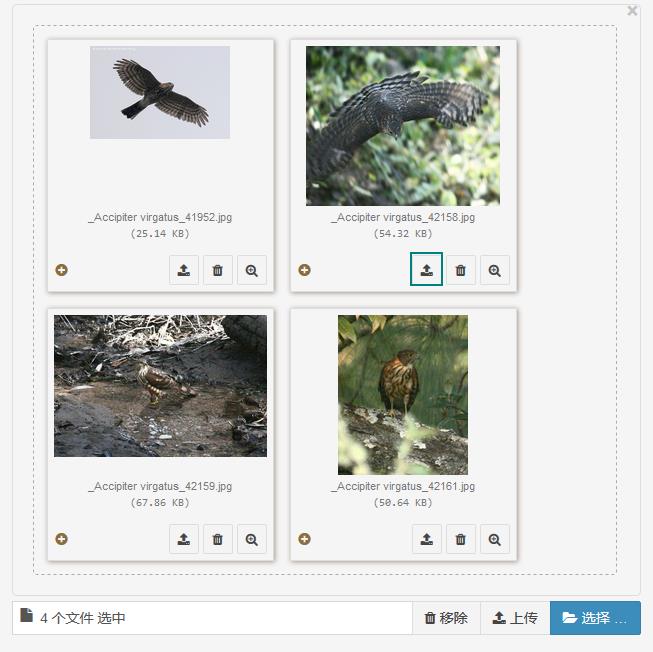 _Accipiter virgatus_41952.jpg
(25.14 KB)
_Accipiter virgatus_42158.jpg
(54.32 KB)
_Accipiter virgatus_42159.jpg
(67.86 KB)
_Accipiter virgatus_42161.jpg
(50.64 KB)
4 个文件 选中
移除
上传
选择 ...